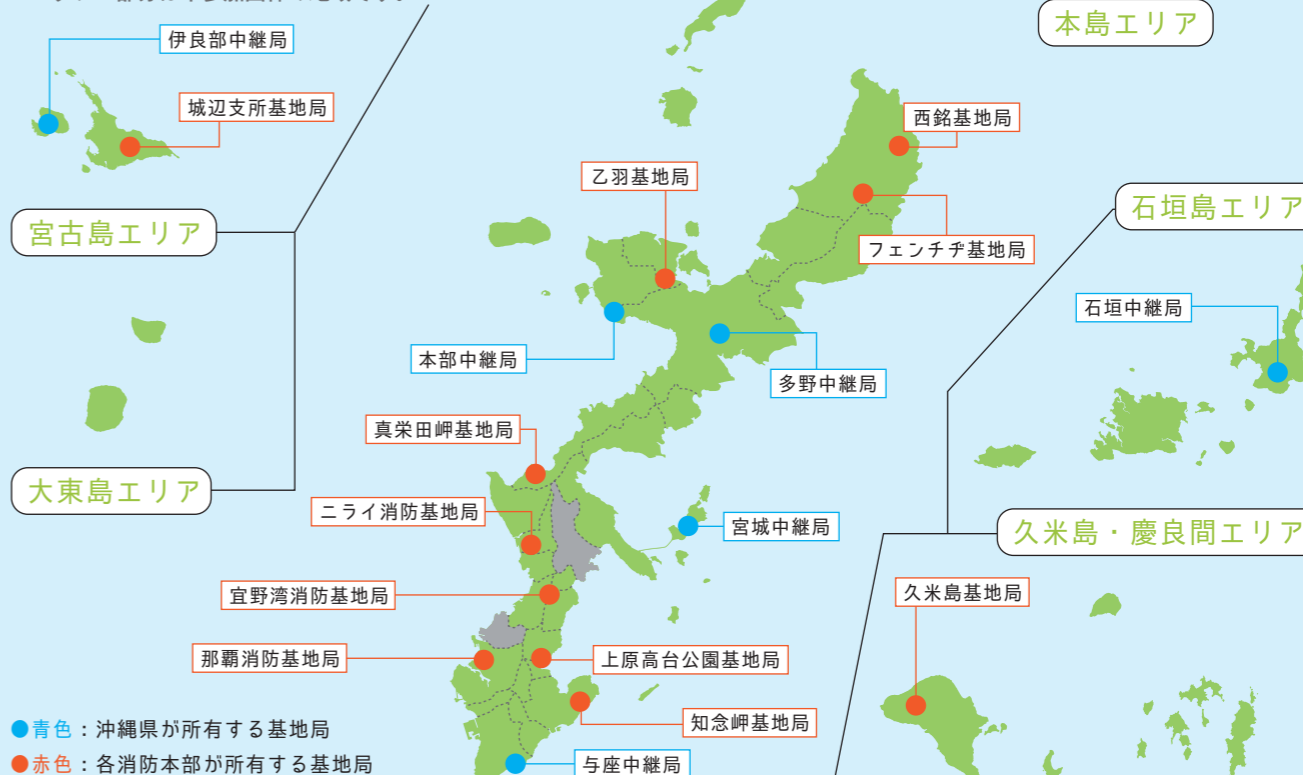 伊良部中継局
城辺支所基地局
宮古島エリア
大東島エリア
本島エリア
西銘基地局
乙羽基地局
フェンチヂ基地局
本部中継局
多野中継局
真栄田岬基地局
ニライ消防基地局
宮城中継局
宜野湾消防基地局
那覇消防基地局
上原高台公園基地局
知念岬基地局
与座中継局
石垣島エリア
石垣中継局
久米島・慶良間エリア
久米島基地局
●青色：沖縄県が所有する基地局
●赤色：各消防本部が所有する基地局